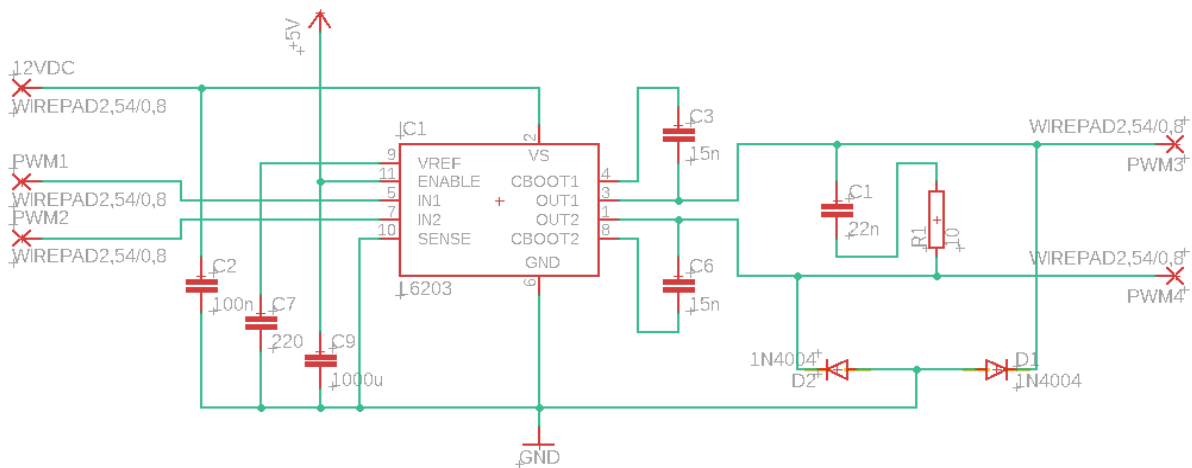 +5V
12VDC
WIREPAD2,54/0,8
PWM1
WIREPAD2,54/0,8
PWM2
WIREPAD2,54/0,8
IC1
2
VS
9 VREF
11 ENABLE
5 IN1
7 IN2
10 SENSE
CBOOT1 4
OUT1 3
OUT2 1
CBOOT2 8
GND
6
L6203
C3
15n
C6
15n
C2
100n
C7
220
C9
1000u
GND
WIREPAD2,54/0,8
PWM3
C1
22n
R1
10
WIREPAD2,54/0,8
PWM4
1N4004
D2
D1
1N4004